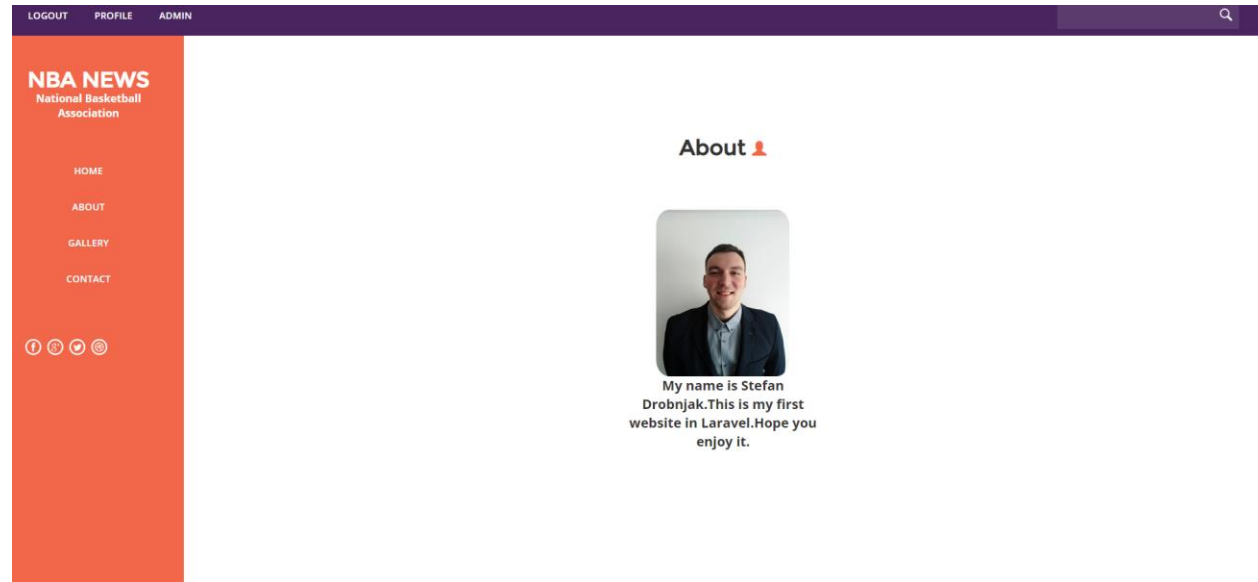 LOGOUT PROFILE ADMIN
NBA NEWS
National Basketball
Association
HOME
ABOUT
GALLERY
CONTACT
About
My name is Stefan
Drobnjak.This is my first
website in Laravel.Hope you
enjoy it.